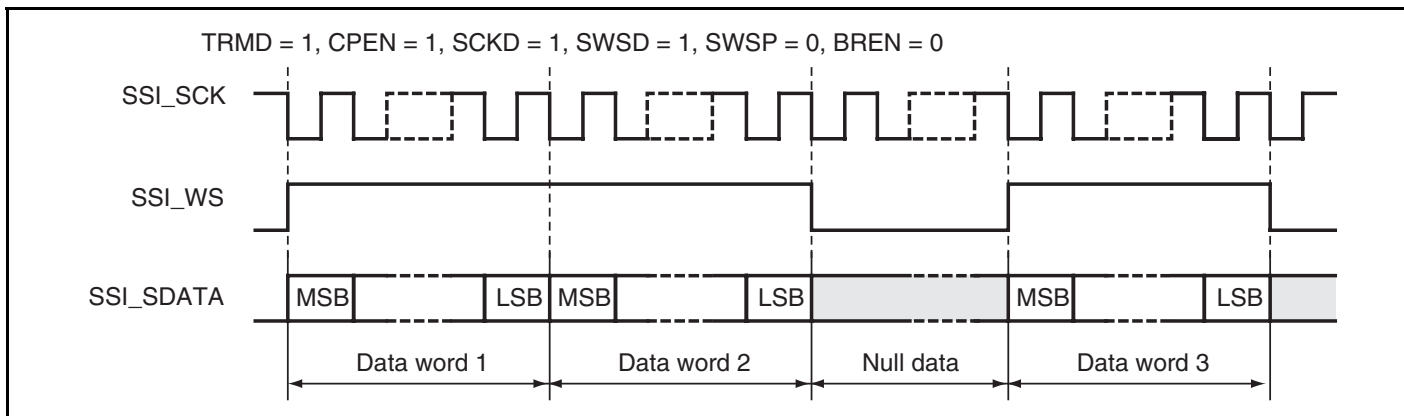 TRMD = 1, CPEN = 1, SCKD = 1, SWSD = 1, SWSP = 0, BREN = 0
SSI_SCK
SSI_WS
SSI_SDATA
MSB LSB MSB LSB MSB LSB
Data word 1 Data word 2 Null data Data word 3